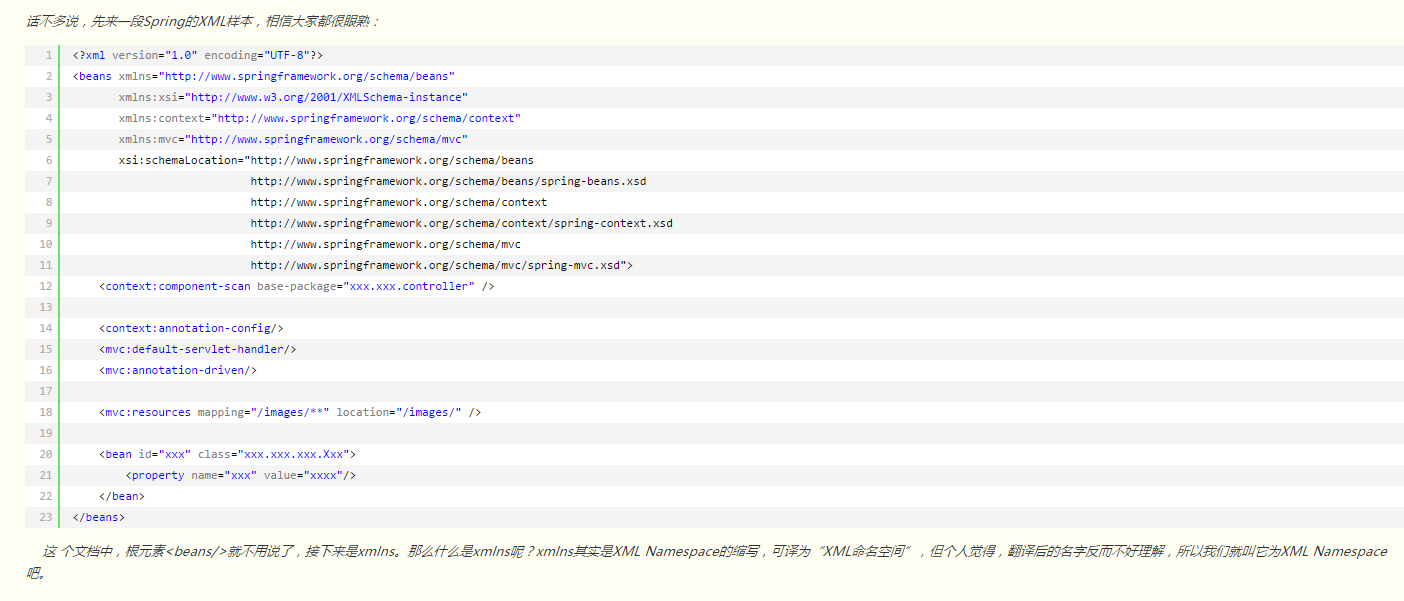 话不多说，先来一段Spring的XML样本，相信大家都很眼熟：
1 <?xml version="1.0" encoding="UTF-8"?>
2 <beans xmlns="http://www.springframework.org/schema/beans"
3        xmlns:xsi="http://www.w3.org/2001/XMLSchema-instance"
4        xmlns:context="http://www.springframework.org/schema/context"
5        xmlns:mvc="http://www.springframework.org/schema/mvc"
6        xsi:schemaLocation="http://www.springframework.org/schema/beans
7                            http://www.springframework.org/schema/beans/spring-beans.xsd
8                            http://www.springframework.org/schema/context
9                            http://www.springframework.org/schema/context/spring-context.xsd
10                            http://www.springframework.org/schema/mvc
11                            http://www.springframework.org/schema/mvc/spring-mvc.xsd">
12     <context:component-scan base-package="xxx.xxx.controller" />
13
14     <context:annotation-config/>
15     <mvc:default-servlet-handler/>
16     <mvc:annotation-driven/>
17
18     <mvc:resources mapping="/images/**" location="/images/" />
19
20     <bean id="xxx" class="xxx.xxx.xxx.Xxx">
21         <property name="xxx" value="xxxx"/>
22     </bean>
23 </beans>
这 个文档中，根元素<beans/>就不用说了，接下来是xmlns。那么什么是xmlns呢？xmlns其实是XML Namespace的缩写，可译为“XML命名空间”，但个人觉得，翻译后的名字反而不好理解，所以我们就叫它为XML Namespace
吧。